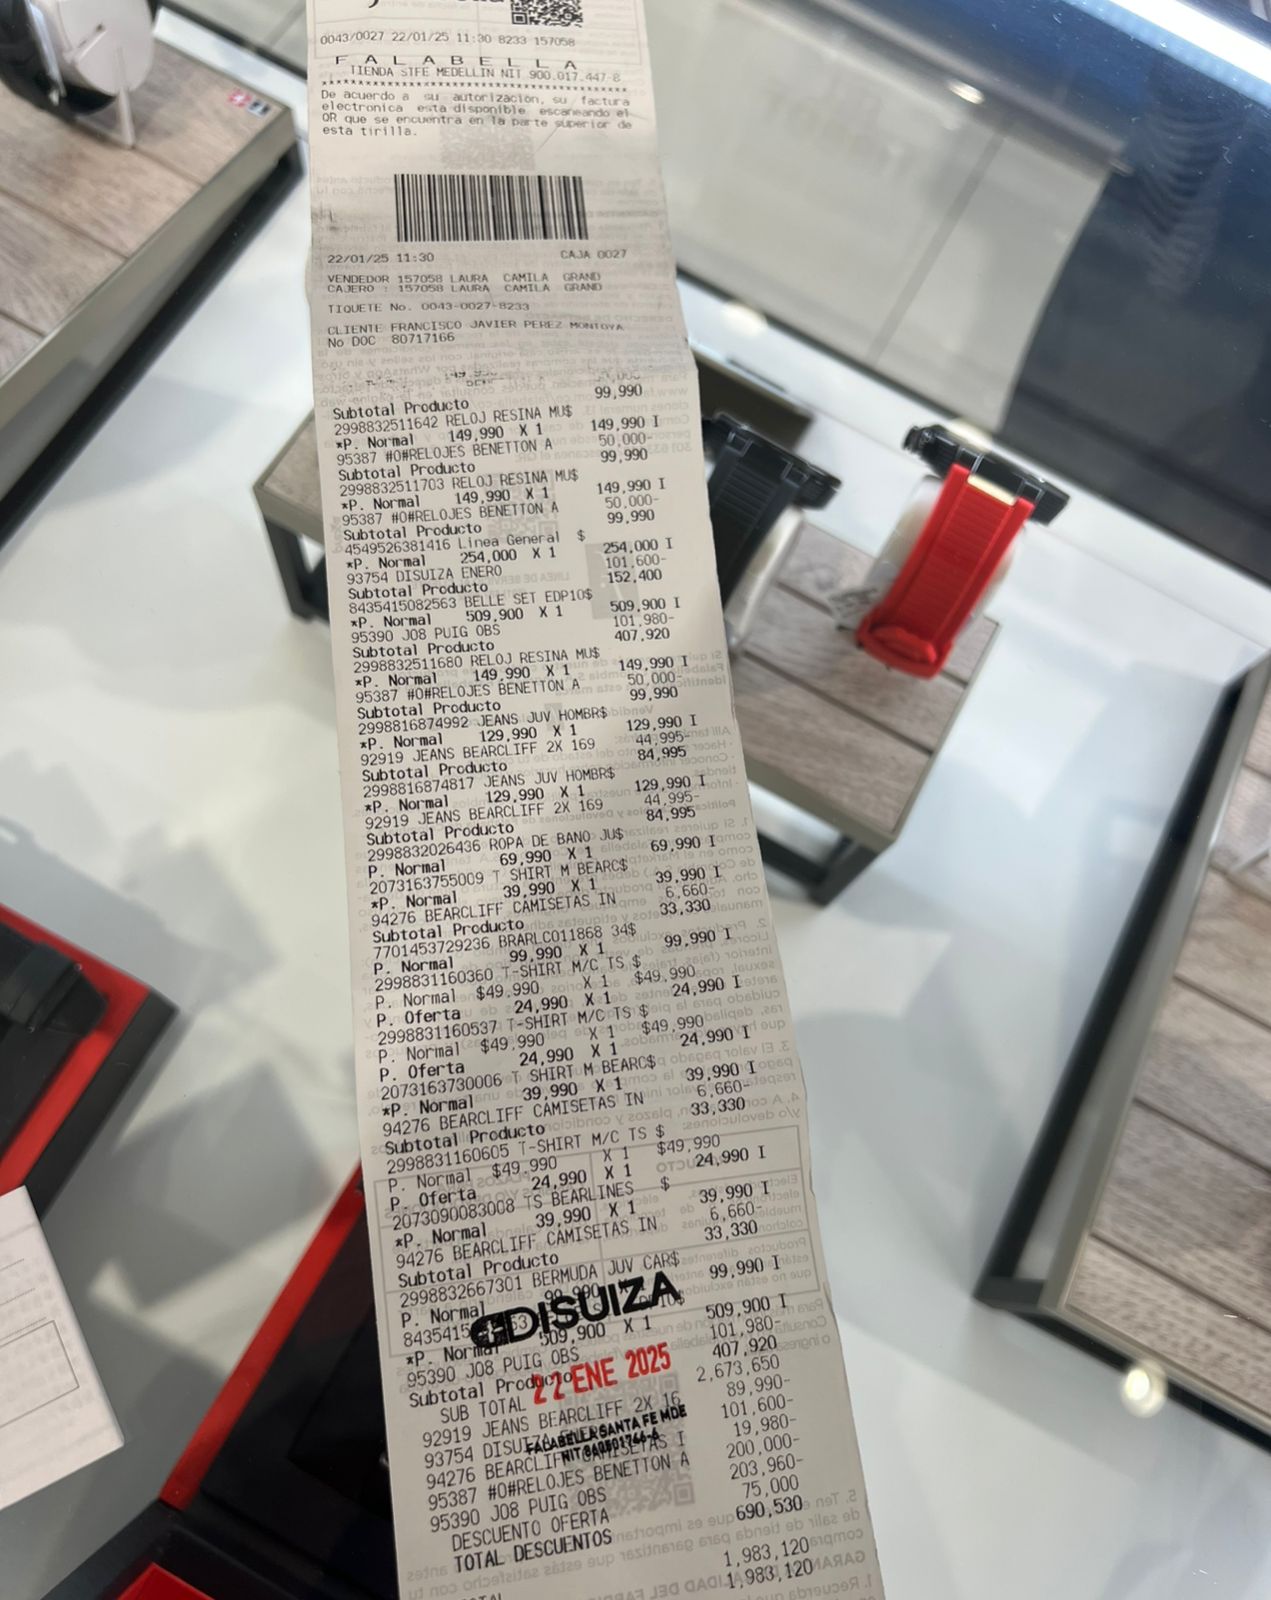 0043/0027 22/01/25 11:30 8233 157058
F A L A B E L L A
TIENDA STFE MEDELLIN NIT 900.017.447-8
****************************************
De acuerdo a su autorizacion, su factura
electronica esta disponible escaneando el
QR que se encuentra en la parte superior de
esta tirilla.
22/01/25 11:30 CAJA 0027
VENDEDOR 157058 LAURA CAMILA GRAND
CAJERO : 157058 LAURA CAMILA GRAND
TIQUETE No. 0043-0027-8233
CLIENTE FRANCISCO JAVIER PEREZ MONTOYA
No DOC 80717166
Subtotal Producto 99,990
2998832511642 RELOJ RESINA MU$
*P. Normal 149,990 X 1 149,990 I
95387 #0#RELOJES BENETTON A 50,000-
Subtotal Producto 99,990
2998832511703 RELOJ RESINA MU$
*P. Normal 149,990 X 1 149,990 I
95387 #0#RELOJES BENETTON A 50,000-
Subtotal Producto 99,990
4549526381416 Linea General $
*P. Normal 254,000 X 1 254,000 I
93754 DISUIZA ENERO 101,600-
Subtotal Producto 152,400
8435415082563 BELLE SET EDP10$
*P. Normal 509,900 X 1 509,900 I
95390 J08 PUIG OBS 101,980-
Subtotal Producto 407,920
2998832511680 RELOJ RESINA MU$
*P. Normal 149,990 X 1 149,990 I
95387 #0#RELOJES BENETTON A 50,000-
Subtotal Producto 99,990
2998816874992 JEANS JUV HOMBR$
*P. Normal 129,990 X 1 129,990 I
92919 JEANS BEARCLIFF 2X 169 44,995-
Subtotal Producto 84,995
2998816874817 JEANS JUV HOMBR$
*P. Normal 129,990 X 1 129,990 I
92919 JEANS BEARCLIFF 2X 169 44,995-
Subtotal Producto 84,995
2998832026436 ROPA DE BANO JU$
P. Normal 69,990 X 1 69,990 I
2073163755009 T SHIRT M BEARC$
*P. Normal 39,990 X 1 39,990 I
94276 BEARCLIFF CAMISETAS IN 6,660-
Subtotal Producto 33,330
7701453729236 BRARLC011868 34$
P. Normal 99,990 X 1 99,990 I
2998831160360 T-SHIRT M/C TS $
P. Normal $49.990 X 1 $49.990
P. Oferta 24,990 X 1 24,990 I
2998831160537 T-SHIRT M/C TS $
P. Normal $49.990 X 1 $49.990
P. Oferta 24,990 X 1 24,990 I
2073163730006 T SHIRT M BEARC$
*P. Normal 39,990 X 1 39,990 I
94276 BEARCLIFF CAMISETAS IN 6,660-
Subtotal Producto 33,330
2998831160605 T-SHIRT M/C TS $
P. Normal $49.990 X 1 $49.990
P. Oferta 24,990 X 1 24,990 I
2073090083008 TS BEARLINES $
*P. Normal 39,990 X 1 39,990 I
94276 BEARCLIFF CAMISETAS IN 6,660-
Subtotal Producto 33,330
2998832667301 BERMUDA JUV CAR$
P. Normal 99,990 X 1 99,990 I
DISUIZA
*P. Normal 509,900 X 1 509,900 I
95390 J08 PUIG OBS 101,980-
Subtotal Producto 407,920
22 ENE 2025
SUB TOTAL 2,673,650
92919 JEANS BEARCLIFF 2X 16 89,990-
93754 DISUIZA 101,600-
FALABELLA SANTA FE MDE
94276 BEARCLIFF CAMISETAS I 19,980-
95387 #0#RELOJES BENETTON A 200,000-
95390 J08 PUIG OBS 203,960-
DESCUENTO OFERTA 75,000
TOTAL DESCUENTOS 690,530
1,983,120
1,983,120